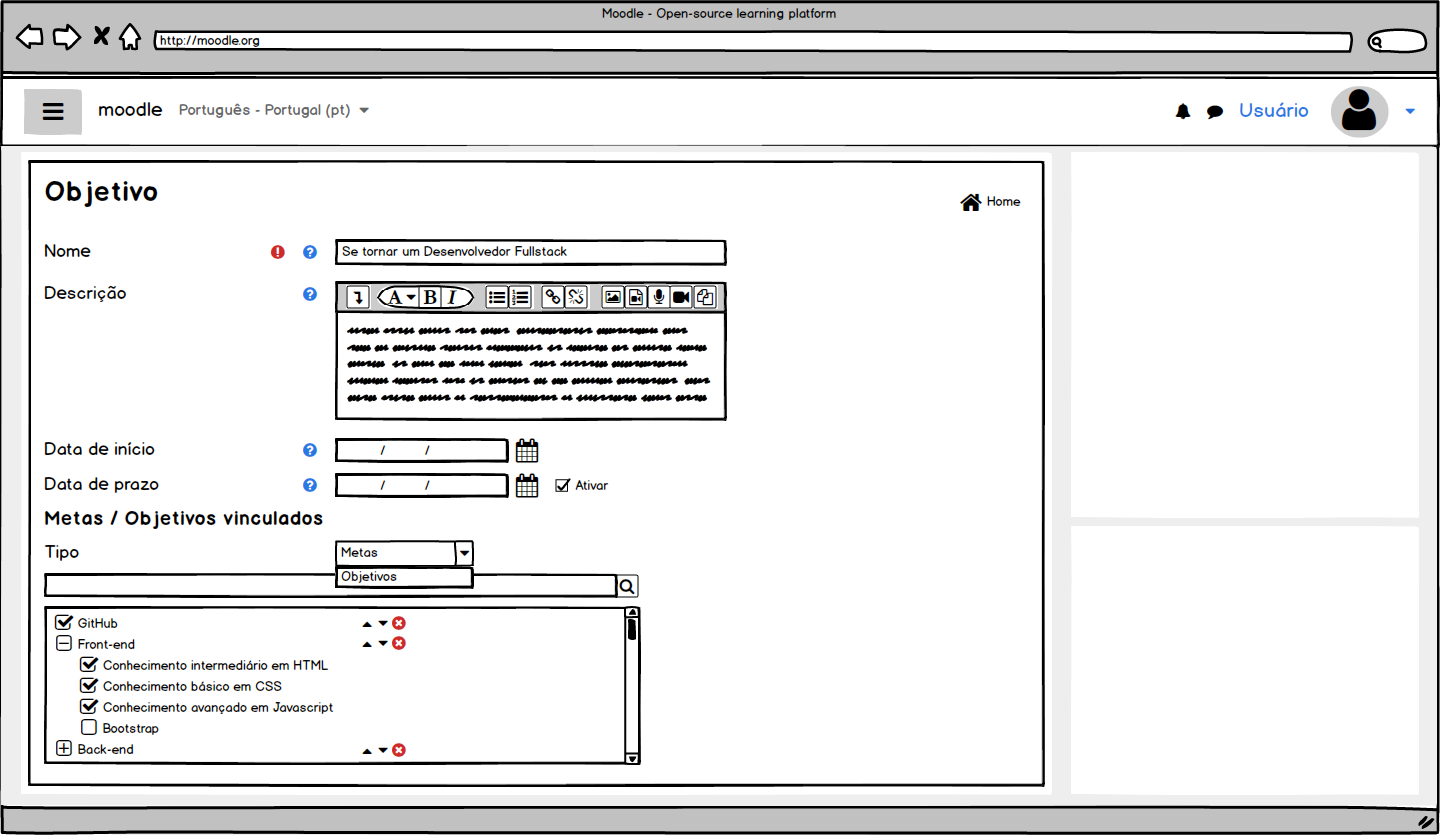 Moodle - Open-source learning platform
http://moodle.org
moodle Português - Portugal (pt) Usuário
Objetivo
Home
Nome Se tornar um Desenvolvedor Fullstack
Descrição
A B I
Data de início / /
Data de prazo / / Ativar
Metas / Objetivos vinculados
Tipo Metas
Objetivos
GitHub
Front-end
Conhecimento intermediário em HTML
Conhecimento básico em CSS
Conhecimento avançado em Javascript
Bootstrap
Back-end